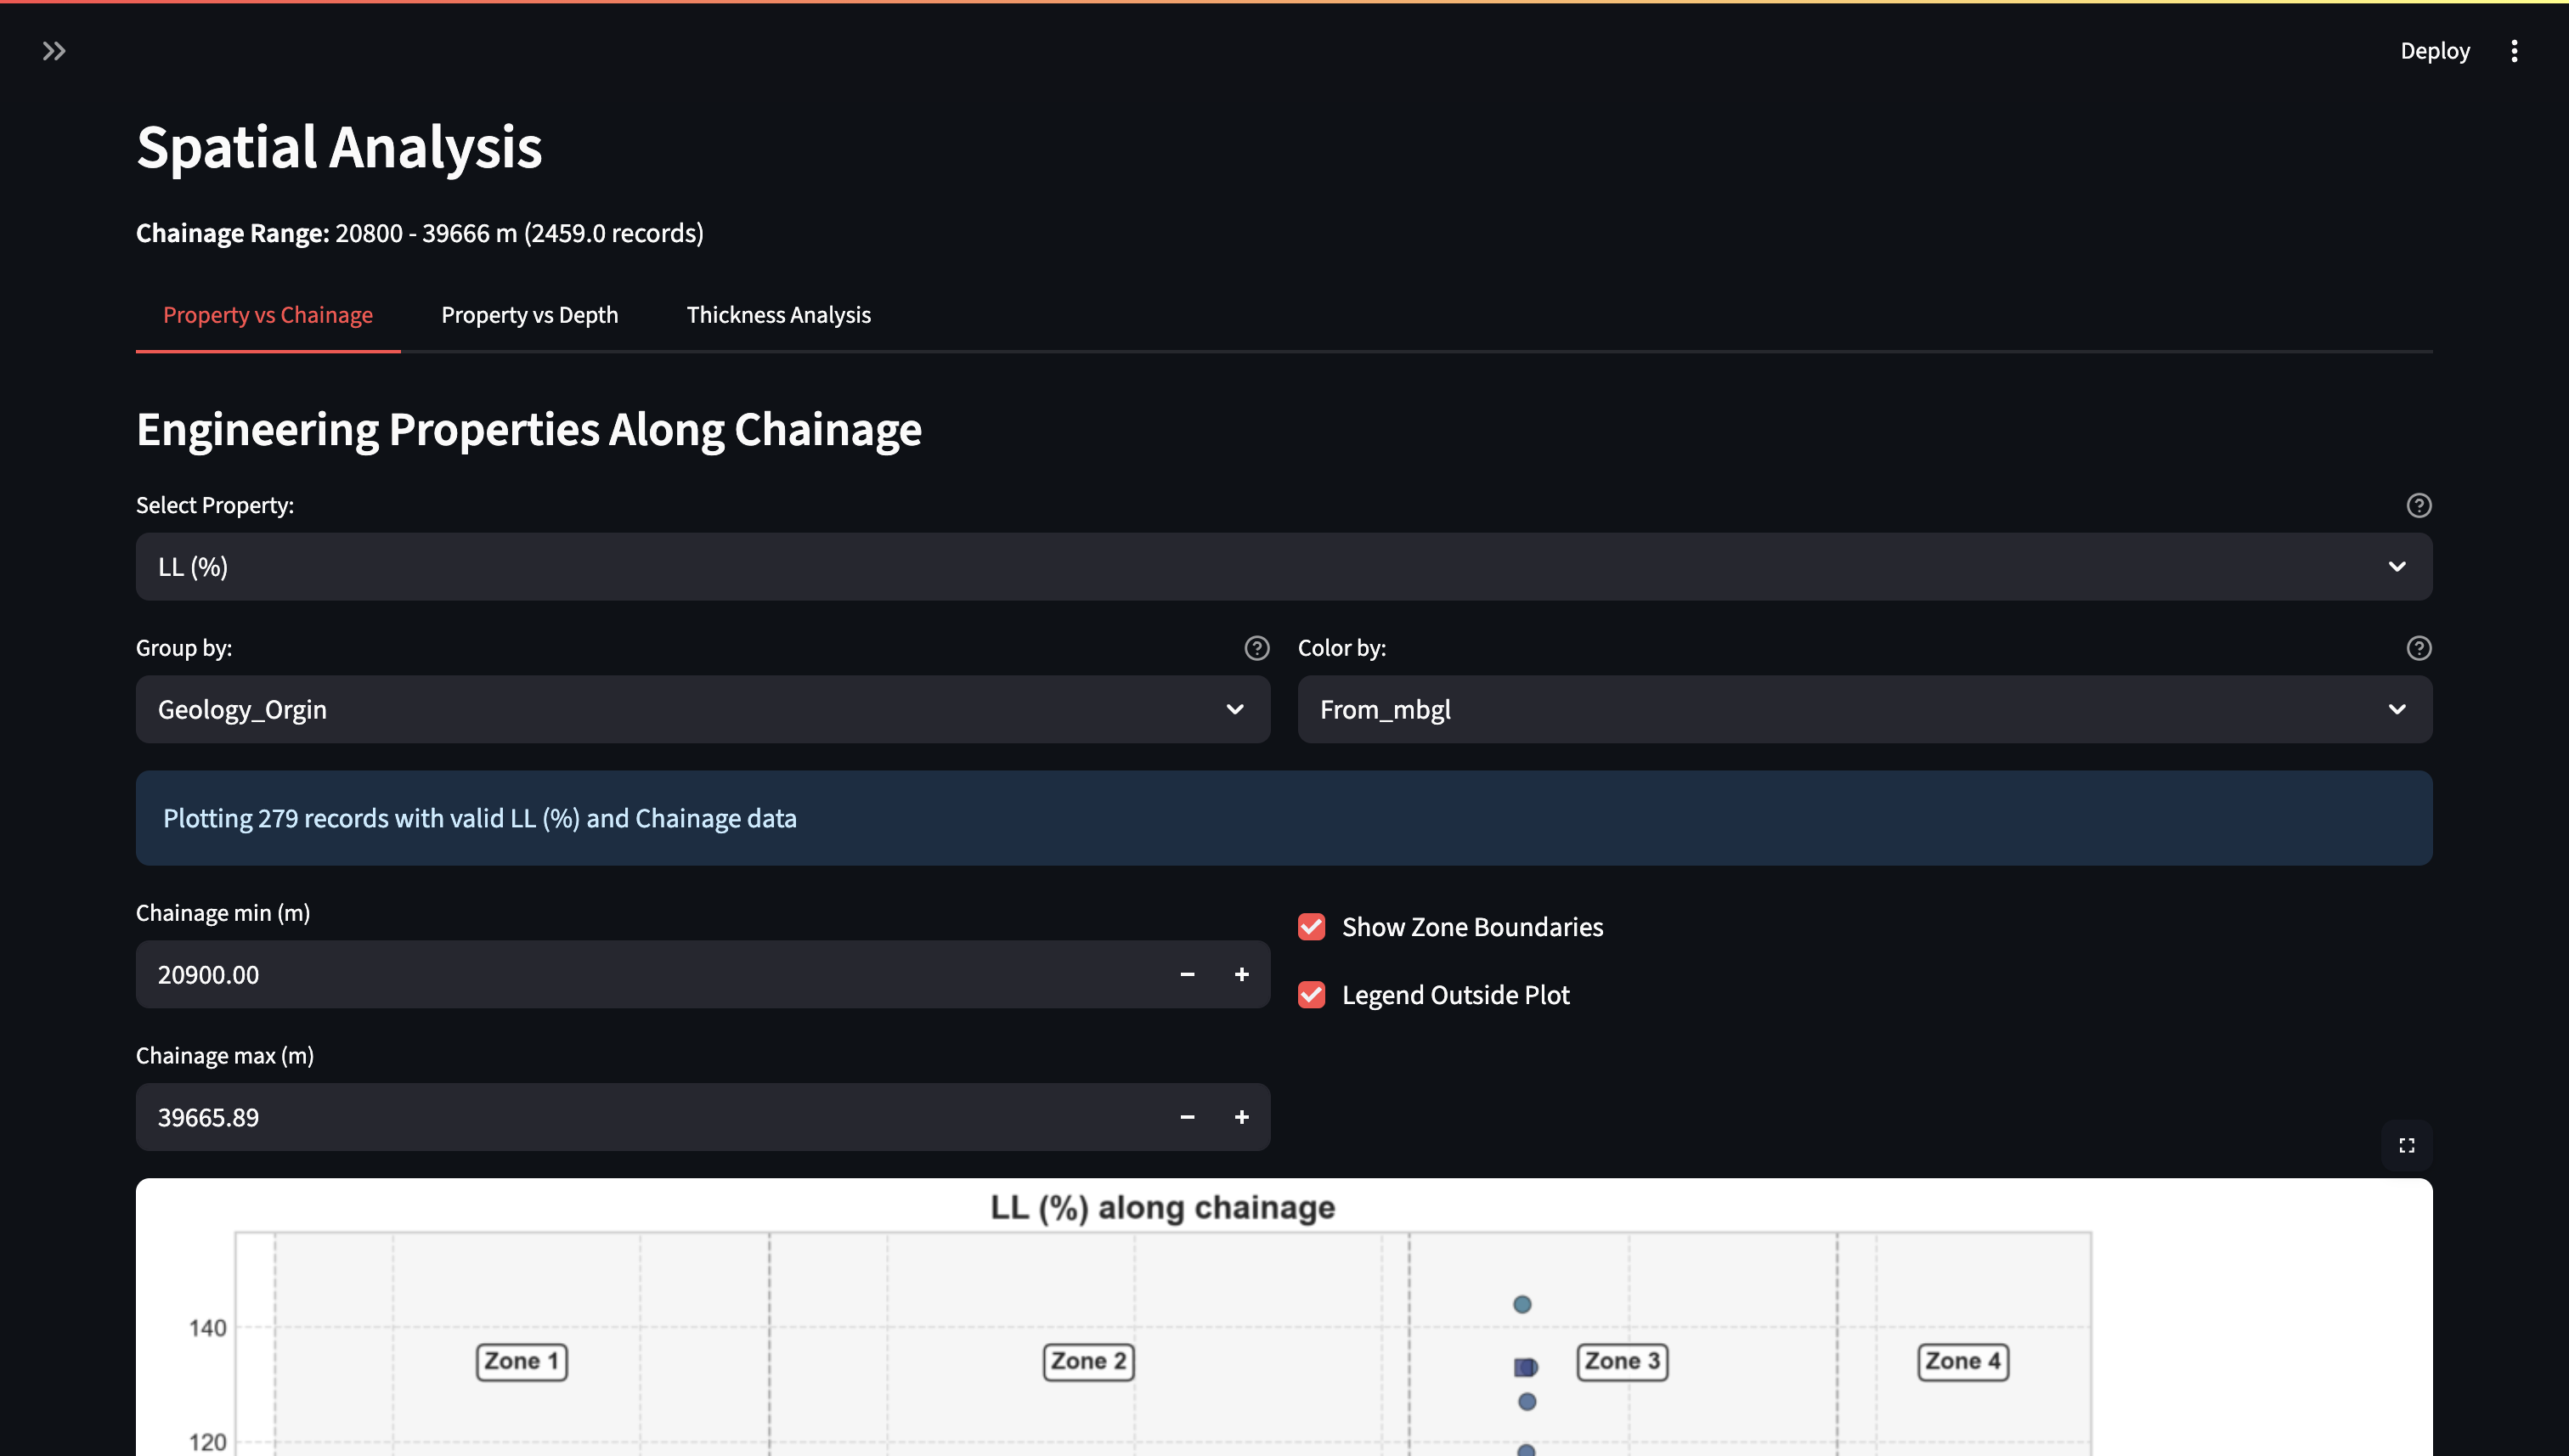 Deploy
Spatial Analysis
Chainage Range: 20800 - 39666 m (2459.0 records)
Property vs Chainage
Property vs Depth
Thickness Analysis
Engineering Properties Along Chainage
Select Property:
LL (%)
Group by:
Color by:
Geology_Orgin
From_mbgl
Plotting 279 records with valid LL (%) and Chainage data
Chainage min (m)
Show Zone Boundaries
20900.00
Legend Outside Plot
Chainage max (m)
39665.89
LL (%) along chainage
140
Zone 1
Zone 2
Zone 3
Zone 4
120